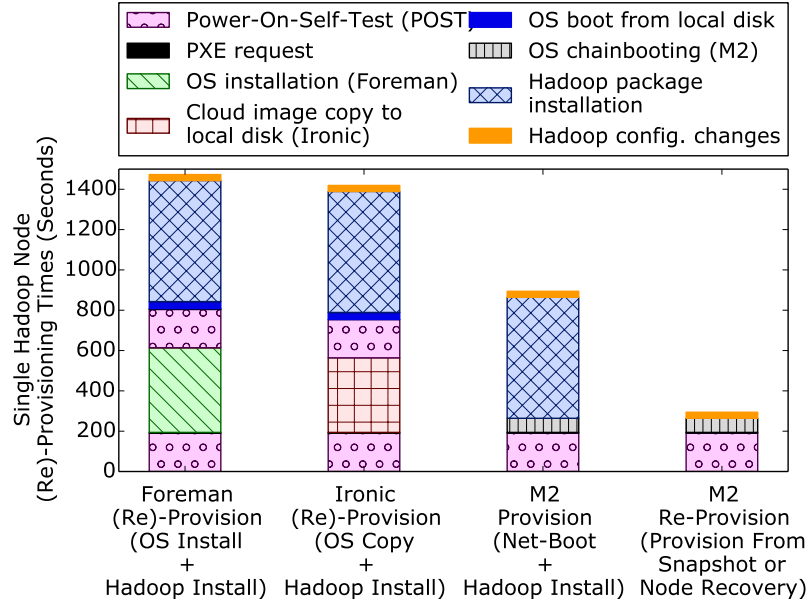 Power-On-Self-Test (POST)
PXE request
OS installation (Foreman)
Cloud image copy to
local disk (Ironic)
OS boot from local disk
OS chainbooting (M2)
Hadoop package
installation
Hadoop config. changes
Single Hadoop Node
(Re)-Provisioning Times (Seconds)
1400
1200
1000
800
600
400
200
0
Foreman
(Re)-Provision
(OS Install
+
Hadoop Install)
Ironic
(Re)-Provision
(OS Copy
+
Hadoop Install)
M2
Provision
(Net-Boot
+
Hadoop Install)
M2
Re-Provision
(Provision From
Snapshot or
Node Recovery)